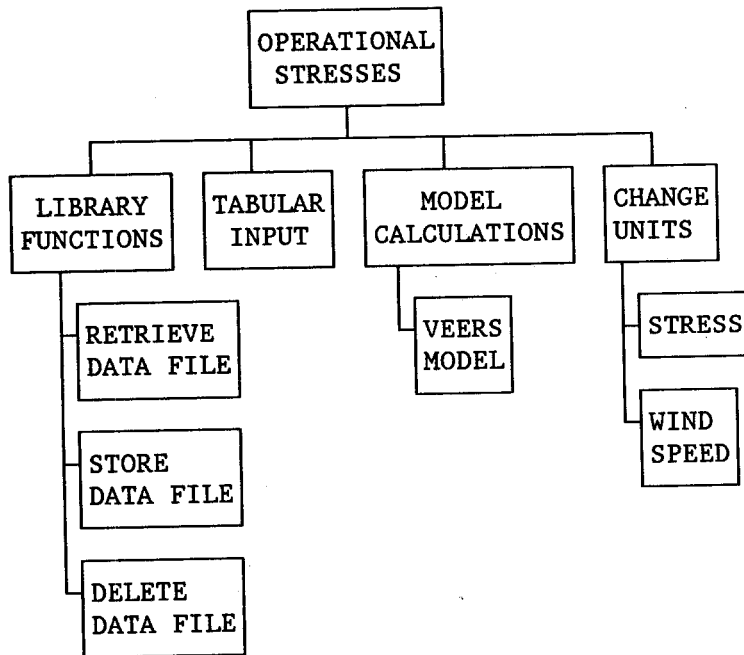 OPERATIONAL
STRESSES
LIBRARY
FUNCTIONS
TABULAR
INPUT
MODEL
CALCULATIONS
CHANGE
UNITS
RETRIEVE
DATA FILE
STORE
DATA FILE
DELETE
DATA FILE
VEERS
MODEL
STRESS
WIND
SPEED